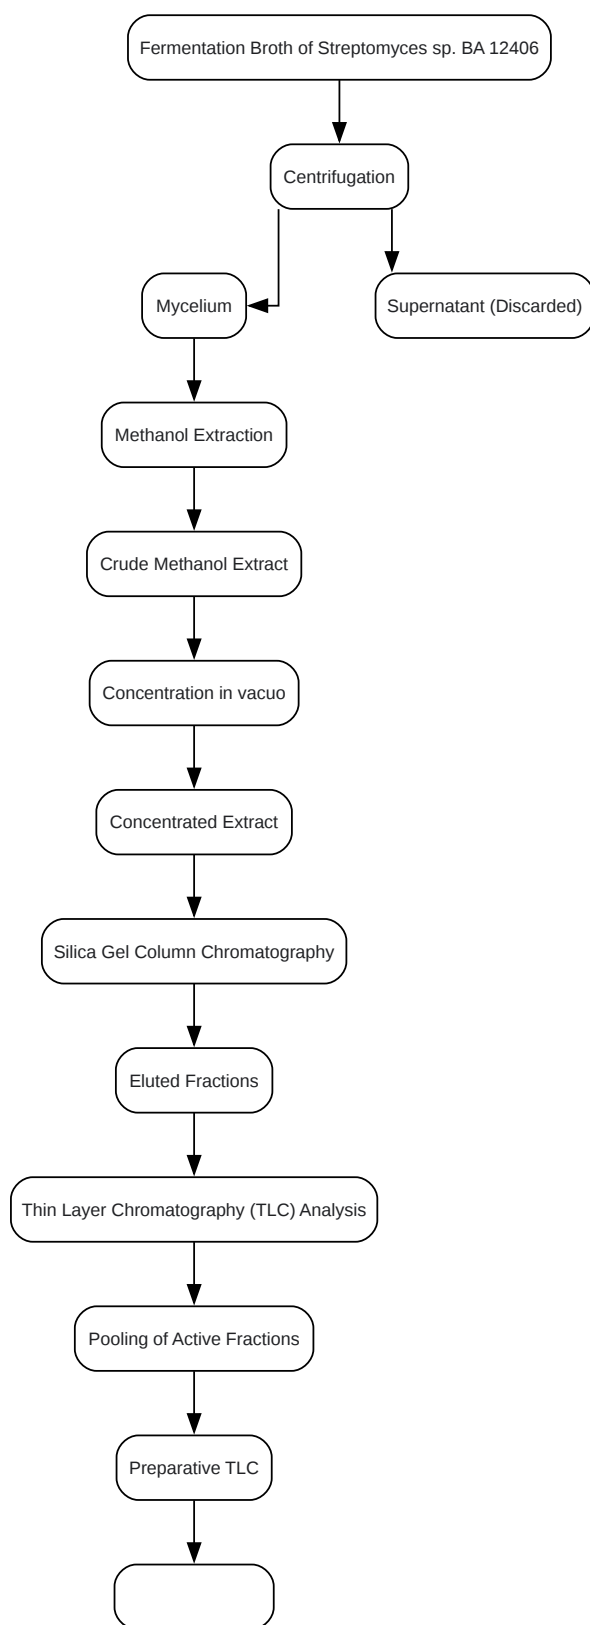 Fermentation Broth of Streptomyces sp. BA 12406
Centrifugation
Mycelium
Supernatant (Discarded)
Methanol Extraction
Crude Methanol Extract
Concentration in vacuo
Concentrated Extract
Silica Gel Column Chromatography
Eluted Fractions
Thin Layer Chromatography (TLC) Analysis
Pooling of Active Fractions
Preparative TLC